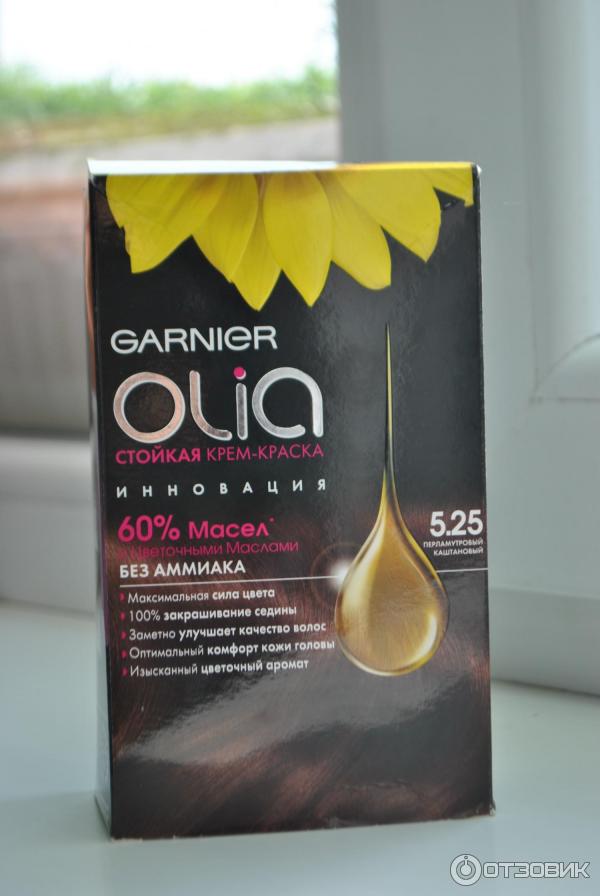 GARNIER
OLIA
СТОЙКАЯ КРЕМ-КРАСКА
ИННОВАЦИЯ
60% Масел*
с Цветочными Маслами
БЕЗ АММИАКА
Максимальная сила цвета
100% закрашивание седины
Заметно улучшает качество волос
Оптимальный комфорт кожи головы
Изысканный цветочный аромат
5.25
ПЕРЛАМУТРОВЫЙ
КАШТАНОВЫЙ
ОТЗОВИК